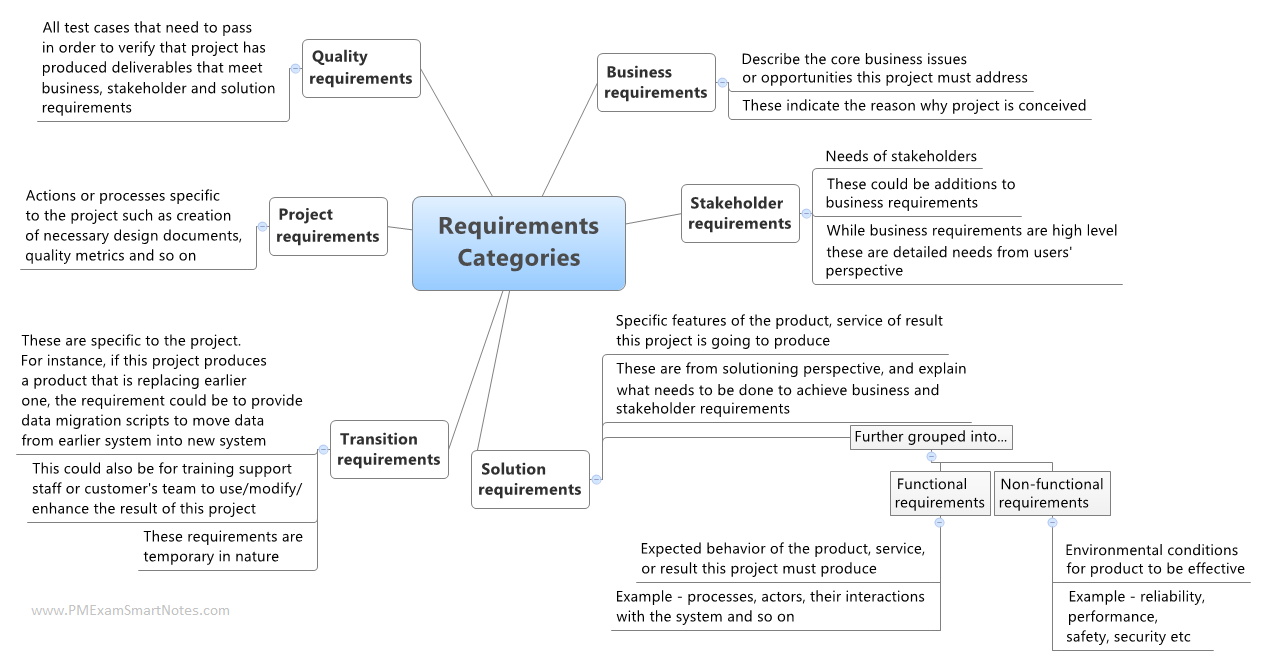 Requirements
Categories
Quality
requirements
All test cases that need to pass
in order to verify that project has
produced deliverables that meet
business, stakeholder and solution
requirements
Business
requirements
Describe the core business issues
or opportunities this project must address
These indicate the reason why project is conceived
Stakeholder
requirements
Needs of stakeholders
These could be additions to
business requirements
While business requirements are high level
these are detailed needs from users'
perspective
Project
requirements
Actions or processes specific
to the project such as creation
of necessary design documents,
quality metrics and so on
Transition
requirements
These are specific to the project.
For instance, if this project produces
a product that is replacing earlier
one, the requirement could be to provide
data migration scripts to move data
from earlier system into new system
This could also be for training support
staff or customer's team to use/modify/
enhance the result of this project
These requirements are
temporary in nature
Solution
requirements
Specific features of the product, service of result
this project is going to produce
These are from solutioning perspective, and explain
what needs to be done to achieve business and
stakeholder requirements
Further grouped into...
Functional
requirements
Expected behavior of the product, service,
or result this project must produce
Example - processes, actors, their interactions
with the system and so on
Non-functional
requirements
Environmental conditions
for product to be effective
Example - reliability,
performance,
safety, security etc
www.PMExamSmartNotes.com